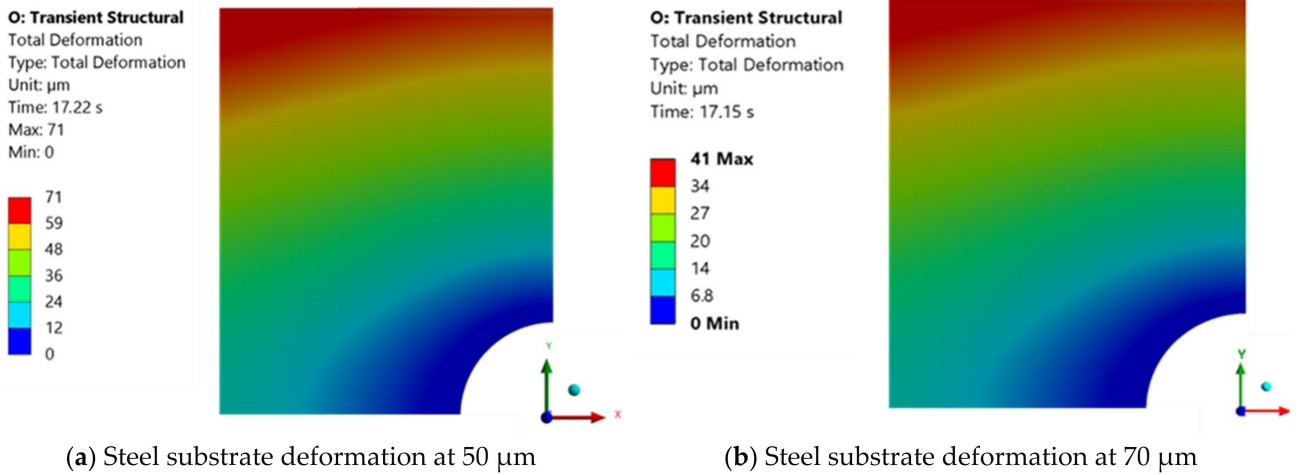 O: Transient Structural
Total Deformation
Type: Total Deformation
Unit: µm
Time: 17.22 s
Max: 71
Min: 0
71
59
48
36
24
12
0
Y
X
(a) Steel substrate deformation at 50 µm
O: Transient Structural
Total Deformation
Type: Total Deformation
Unit: µm
Time: 17.15 s
41 Max
34
27
20
14
6.8
0 Min
Y
(b) Steel substrate deformation at 70 µm